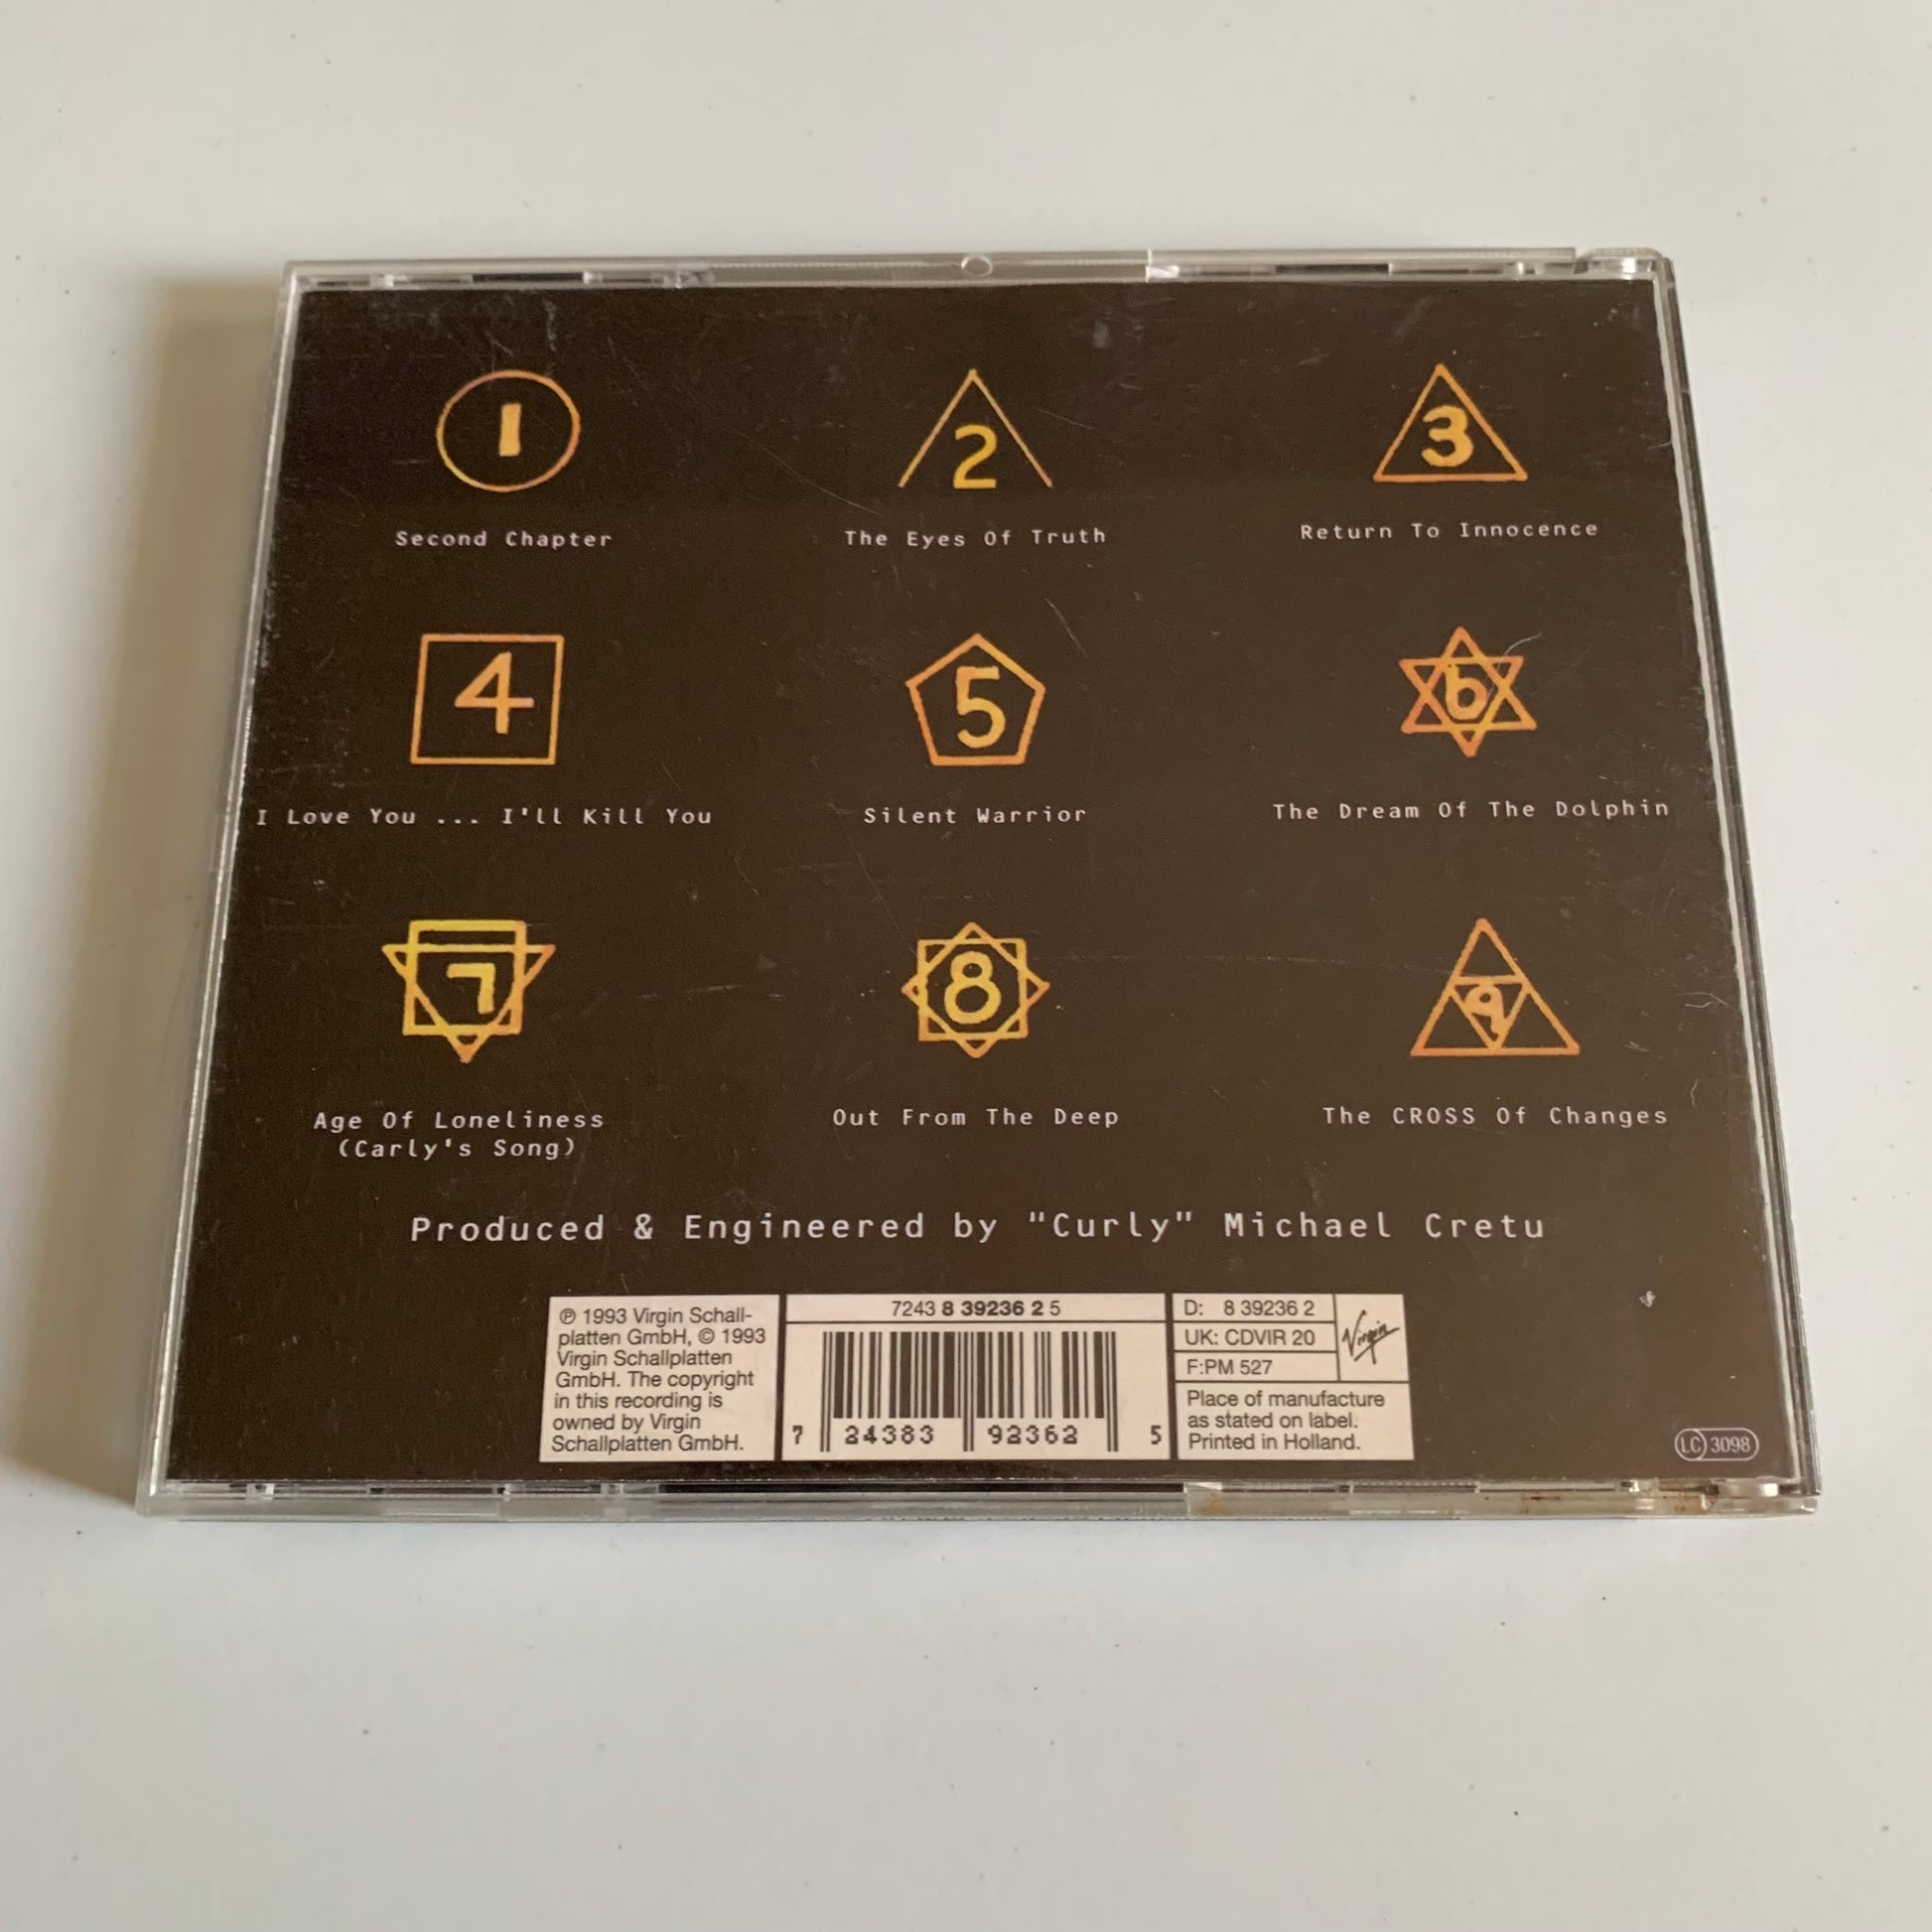 1
2
3
Second Chapter
The Eyes Of Truth
Return To Innocence
4
5
6
I Love You ... I'll Kill You
Silent Warrior
The Dream Of The Dolphin
7
8
9
Age Of Loneliness
(Carly's Song)
Out From The Deep
The CROSS Of Changes
Produced & Engineered by "Curly" Michael Cretu
℗ 1993 Virgin Schall-
platten GmbH, © 1993
Virgin Schallplatten
GmbH. The copyright
in this recording is
owned by Virgin
Schallplatten GmbH.
7243 8 39236 2 5
7 24383 92362 5
D: 8 39236 2
UK: CDVIR 20
F:PM 527
Virgin
Place of manufacture
as stated on label.
Printed in Holland.
LC 3098